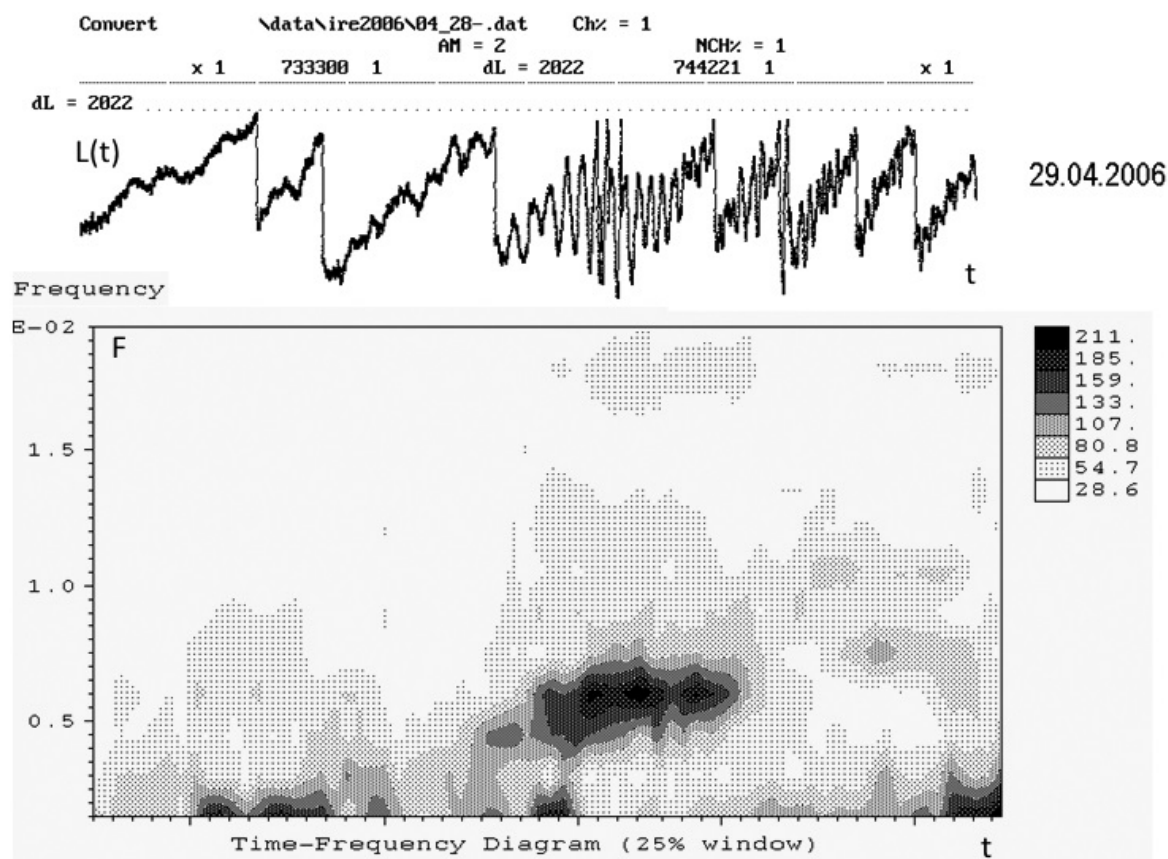 Convert \data\ire2006\04_28-.dat Ch% = 1
AM = 2 NCH% = 1
x 1 733300 1 dL = 2022 744221 1 x 1
dL = 2022
L(t)
29.04.2006
t
Frequency
E-02
F
211.
185.
159.
133.
107.
80.8
54.7
28.6
1.5
1.0
0.5
Time-Frequency Diagram (25% window) t